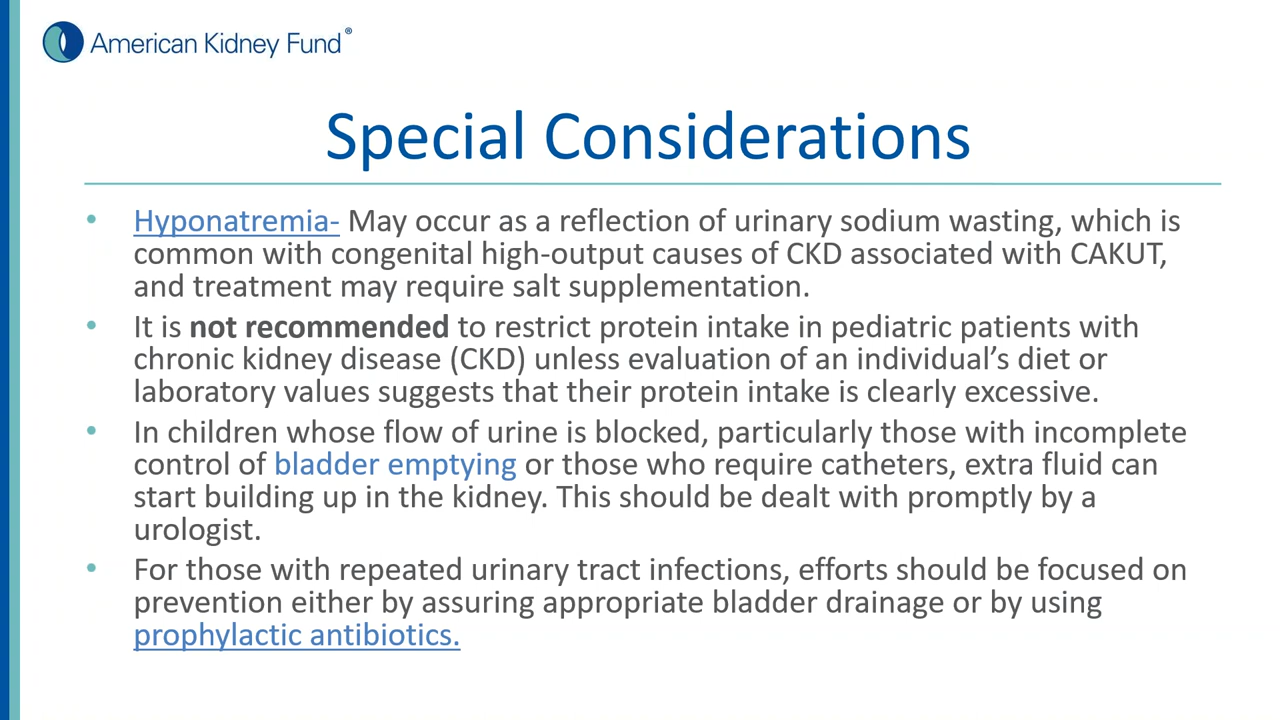 American Kidney Fund®
Special Considerations
• Hyponatremia- May occur as a reflection of urinary sodium wasting, which is
common with congenital high-output causes of CKD associated with CAKUT,
and treatment may require salt supplementation.
• It is not recommended to restrict protein intake in pediatric patients with
chronic kidney disease (CKD) unless evaluation of an individual’s diet or
laboratory values suggests that their protein intake is clearly excessive.
• In children whose flow of urine is blocked, particularly those with incomplete
control of bladder emptying or those who require catheters, extra fluid can
start building up in the kidney. This should be dealt with promptly by a
urologist.
• For those with repeated urinary tract infections, efforts should be focused on
prevention either by assuring appropriate bladder drainage or by using
prophylactic antibiotics.